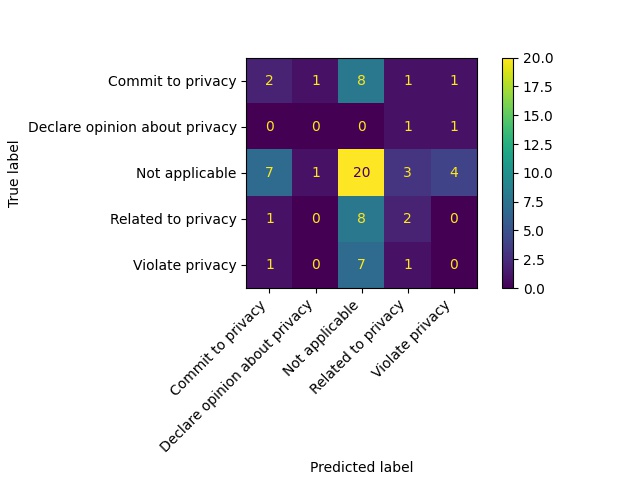 Commit to privacy 2 1 8 1 1
Declare opinion about privacy 0 0 0 1 1
Not applicable 7 1 20 3 4
Related to privacy 1 0 8 2 0
Violate privacy 1 0 7 1 0
True label
Commit to privacy
Declare opinion about privacy
Not applicable
Related to privacy
Violate privacy
Predicted label
20.0
17.5
15.0
12.5
10.0
7.5
5.0
2.5
0.0